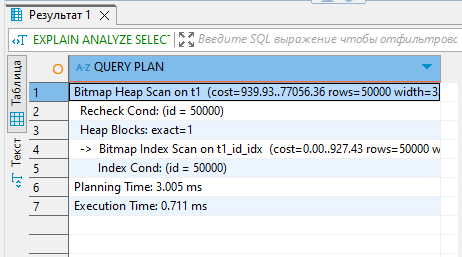 Результат 1
EXPLAIN ANALYZE SELEC
Введите SQL выражение чтобы отфильтрова
Таблица
Текст
A-Z QUERY PLAN
1 Bitmap Heap Scan on t1 (cost=939.93..77056.36 rows=50000 width=3
2 Recheck Cond: (id = 50000)
3 Heap Blocks: exact=1
4 -> Bitmap Index Scan on t1_id_idx (cost=0.00..927.43 rows=50000 w
5 Index Cond: (id = 50000)
6 Planning Time: 3.005 ms
7 Execution Time: 0.711 ms